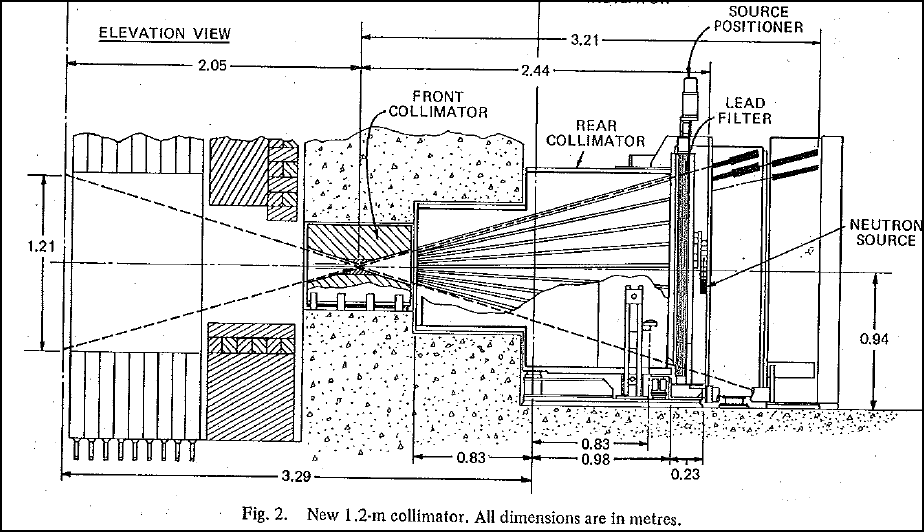 SOURCE
POSITIONER
ELEVATION VIEW
3.21
2.05
2.44
FRONT
COLLIMATOR
LEAD
FILTER
REAR
COLLIMATOR
NEUTRON
SOURCE
1.21
0.94
0.83
0.83
0.98
0.23
3.29
Fig. 2. New 1.2-m collimator. All dimensions are in metres.